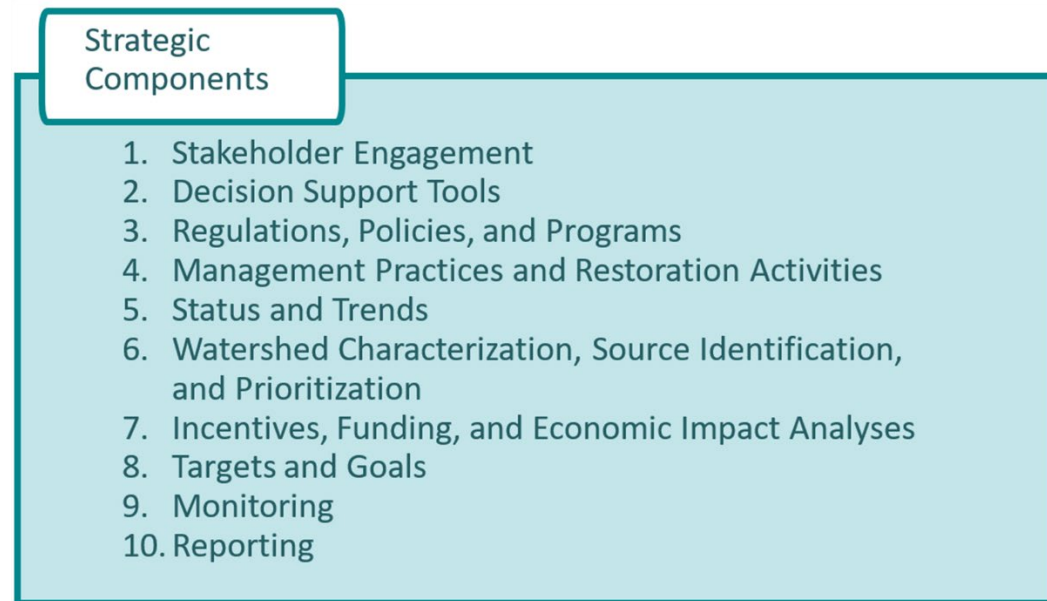 Strategic
Components
1. Stakeholder Engagement
2. Decision Support Tools
3. Regulations, Policies, and Programs
4. Management Practices and Restoration Activities
5. Status and Trends
6. Watershed Characterization, Source Identification,
and Prioritization
7. Incentives, Funding, and Economic Impact Analyses
8. Targets and Goals
9. Monitoring
10. Reporting